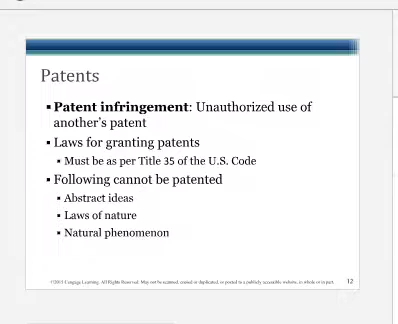 Patents
▪ Patent infringement: Unauthorized use of
another's patent
▪ Laws for granting patents
▪ Must be as per Title 35 of the U.S. Code
▪ Following cannot be patented
▪ Abstract ideas
▪ Laws of nature
▪ Natural phenomenon
©2015 Cengage Learning. All Rights Reserved. May not be scanned, copied or duplicated, or posted to a publicly accessible website, in whole or in part. 12